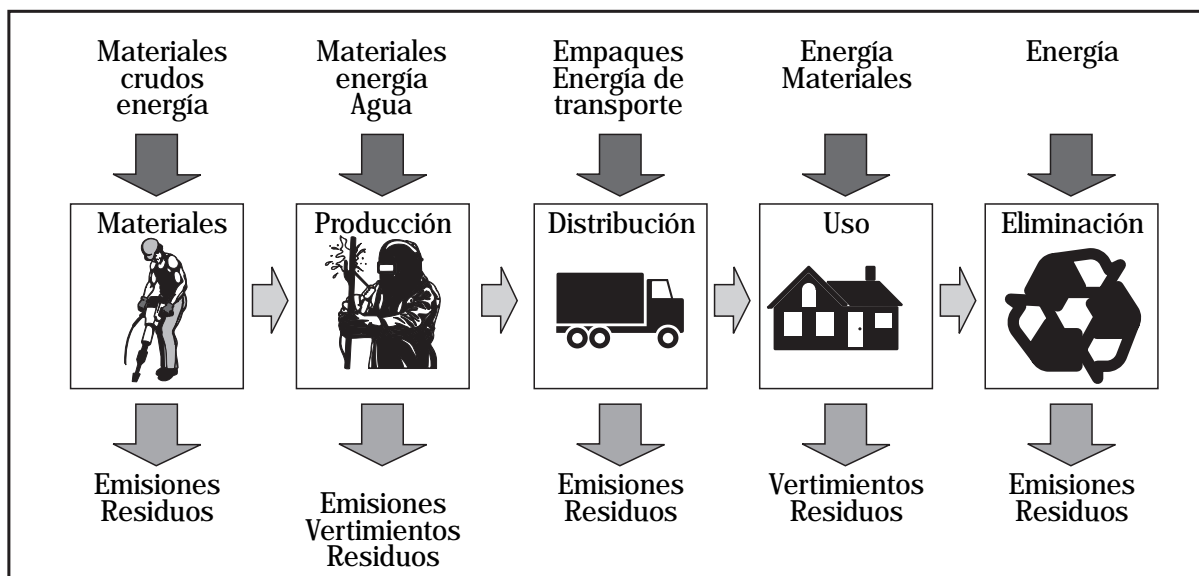 Materiales
crudos
energía
Materiales
energía
Agua
Empaques
Energía de
transporte
Energía
Materiales
Energía
Materiales
Producción
Distribución
Uso
Eliminación
Emisiones
Residuos
Emisiones
Vertimientos
Residuos
Emisiones
Residuos
Vertimientos
Residuos
Emisiones
Residuos